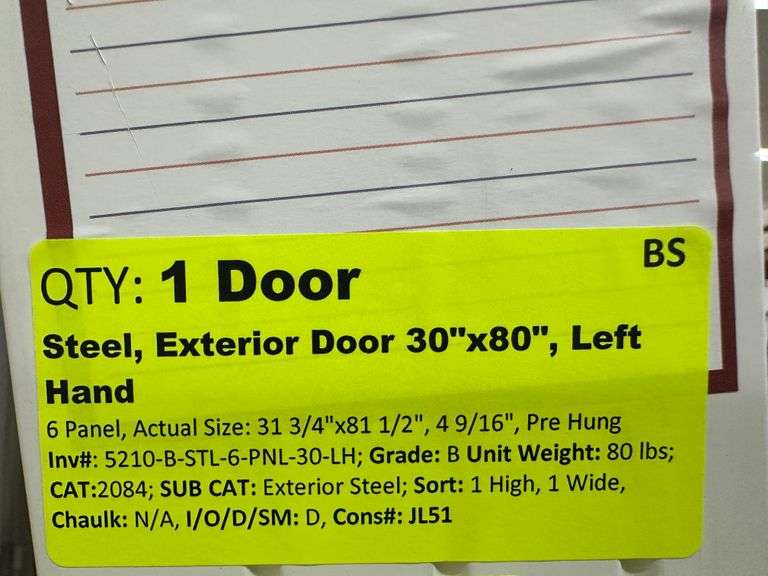 BS
QTY: 1 Door
Steel, Exterior Door 30"x80", Left
Hand
6 Panel, Actual Size: 31 3/4"x81 1/2", 4 9/16", Pre Hung
Inv#: 5210-B-STL-6-PNL-30-LH; Grade: B Unit Weight: 80 lbs;
CAT:2084; SUB CAT: Exterior Steel; Sort: 1 High, 1 Wide,
Chaulk: N/A, I/O/D/SM: D, Cons#: JL51